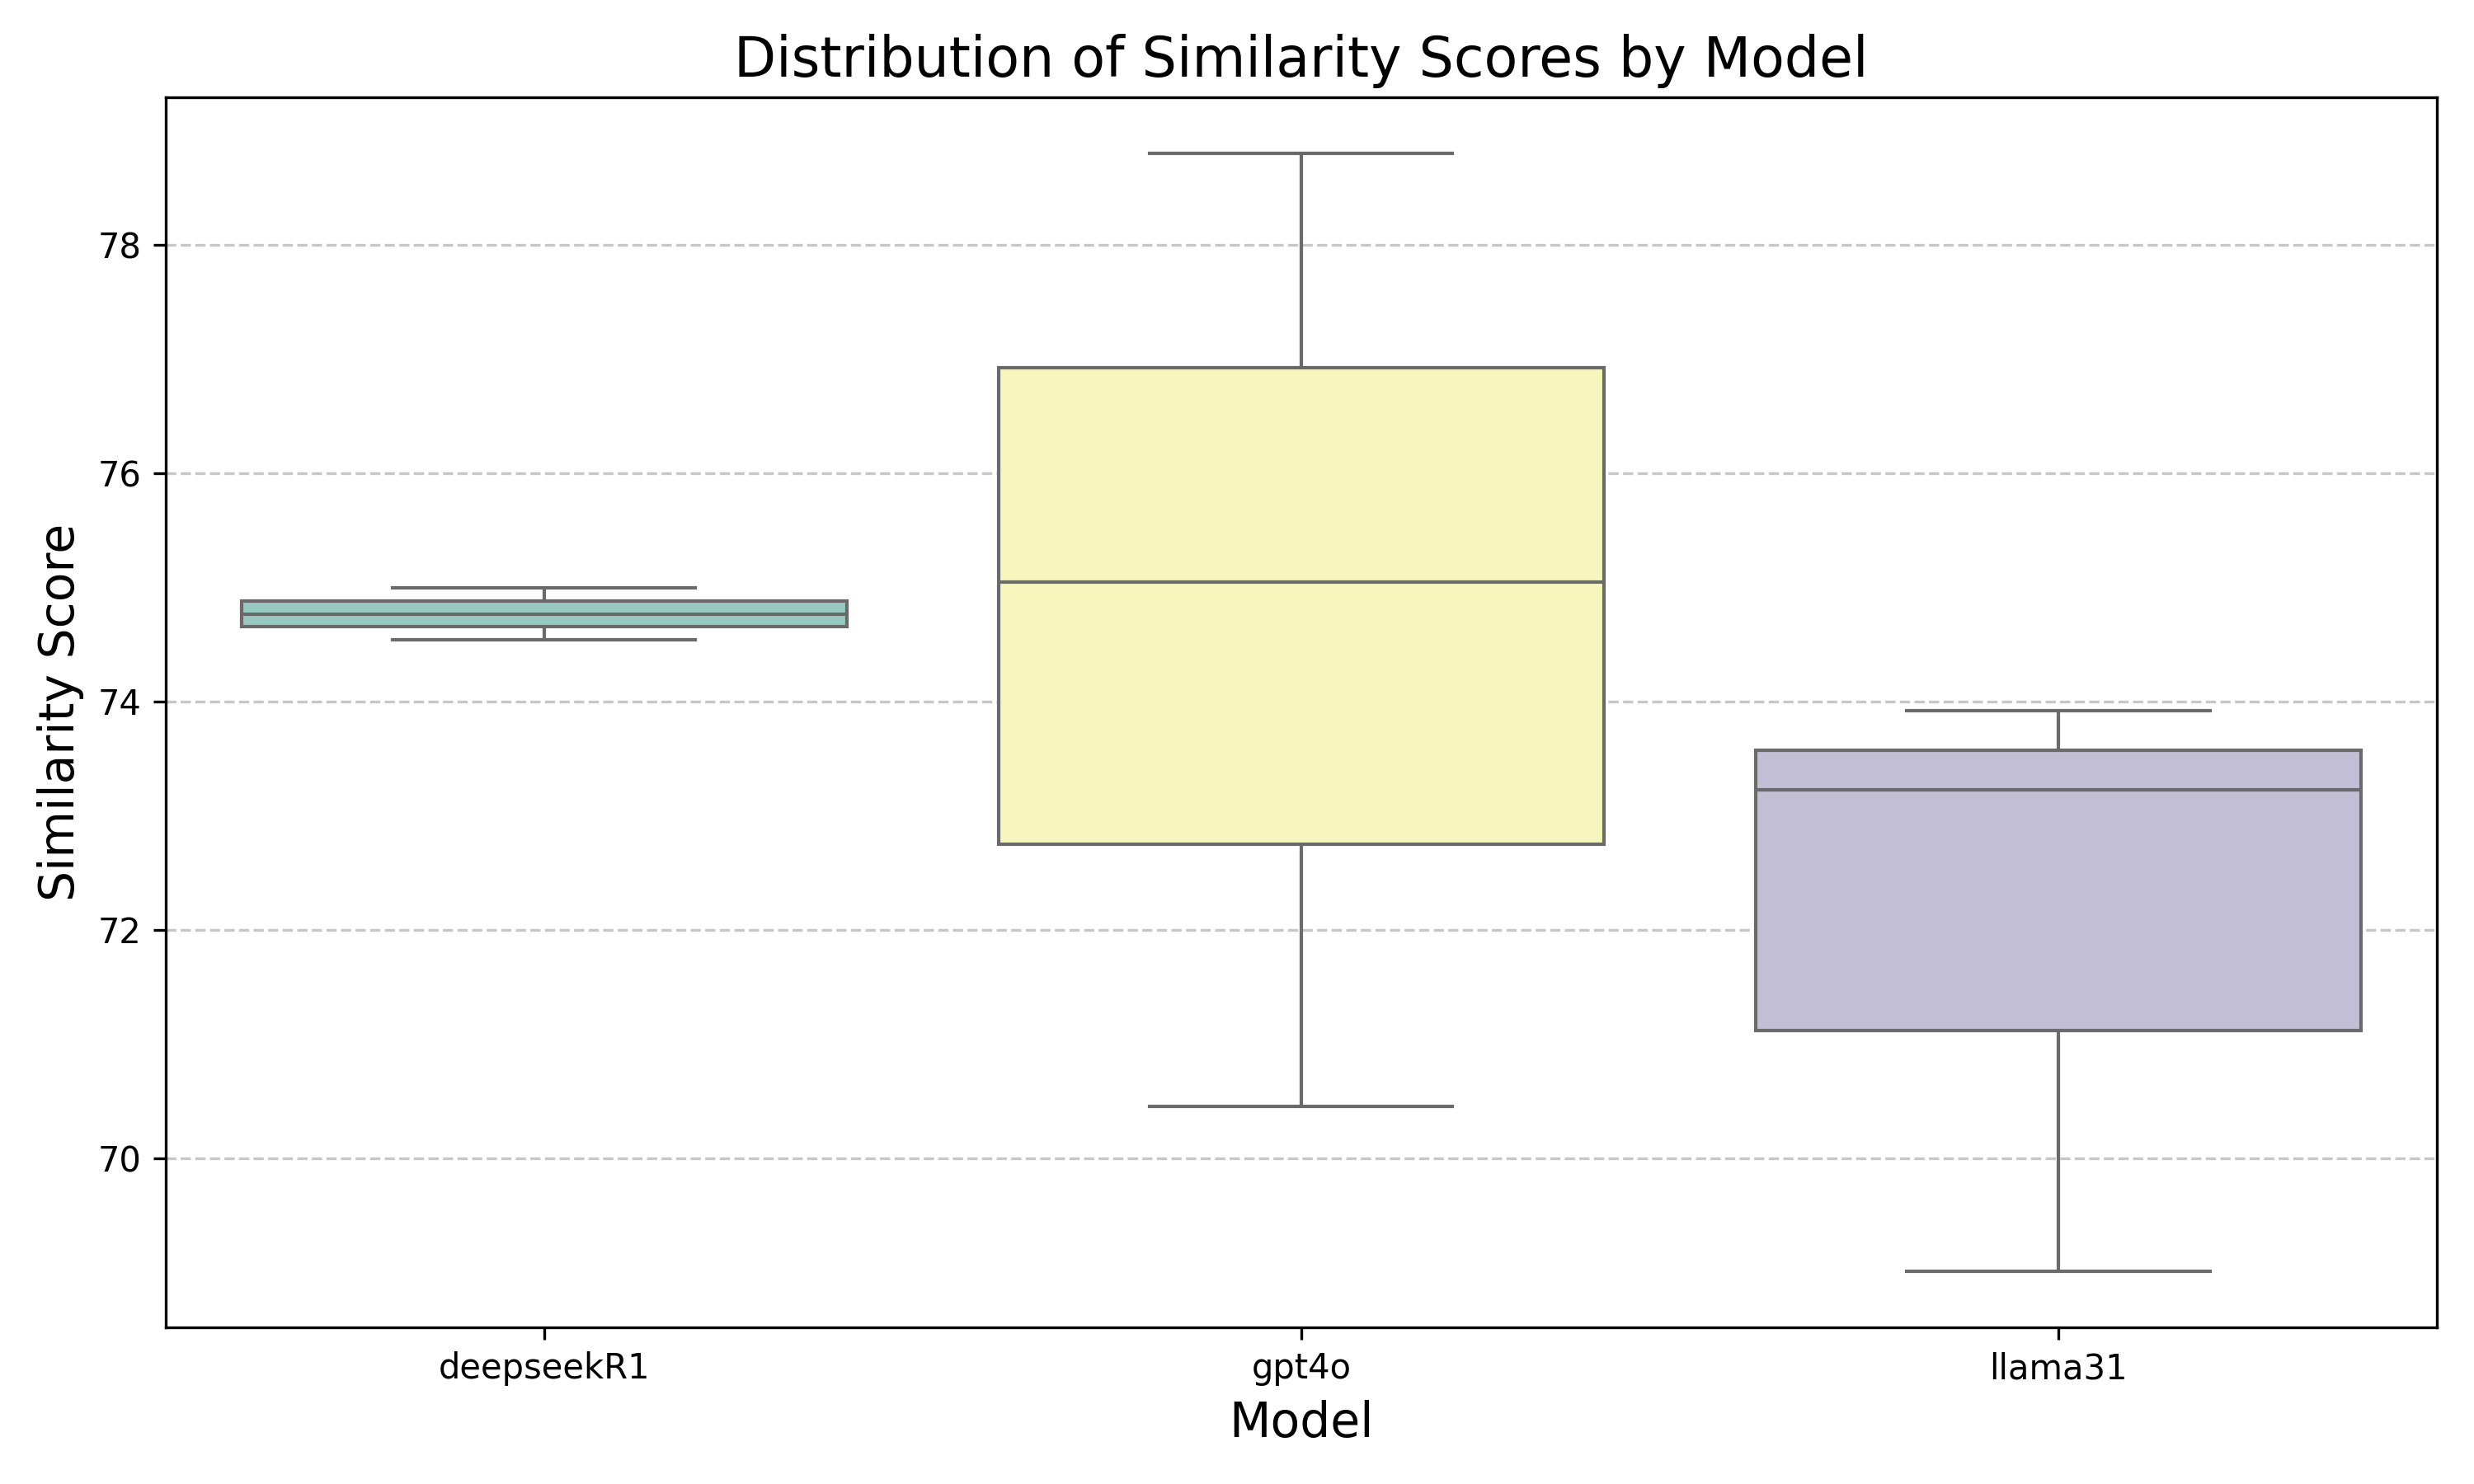 Distribution of Similarity Scores by Model
Similarity Score
78
76
74
72
70
deepseekR1
gpt4o
llama31
Model